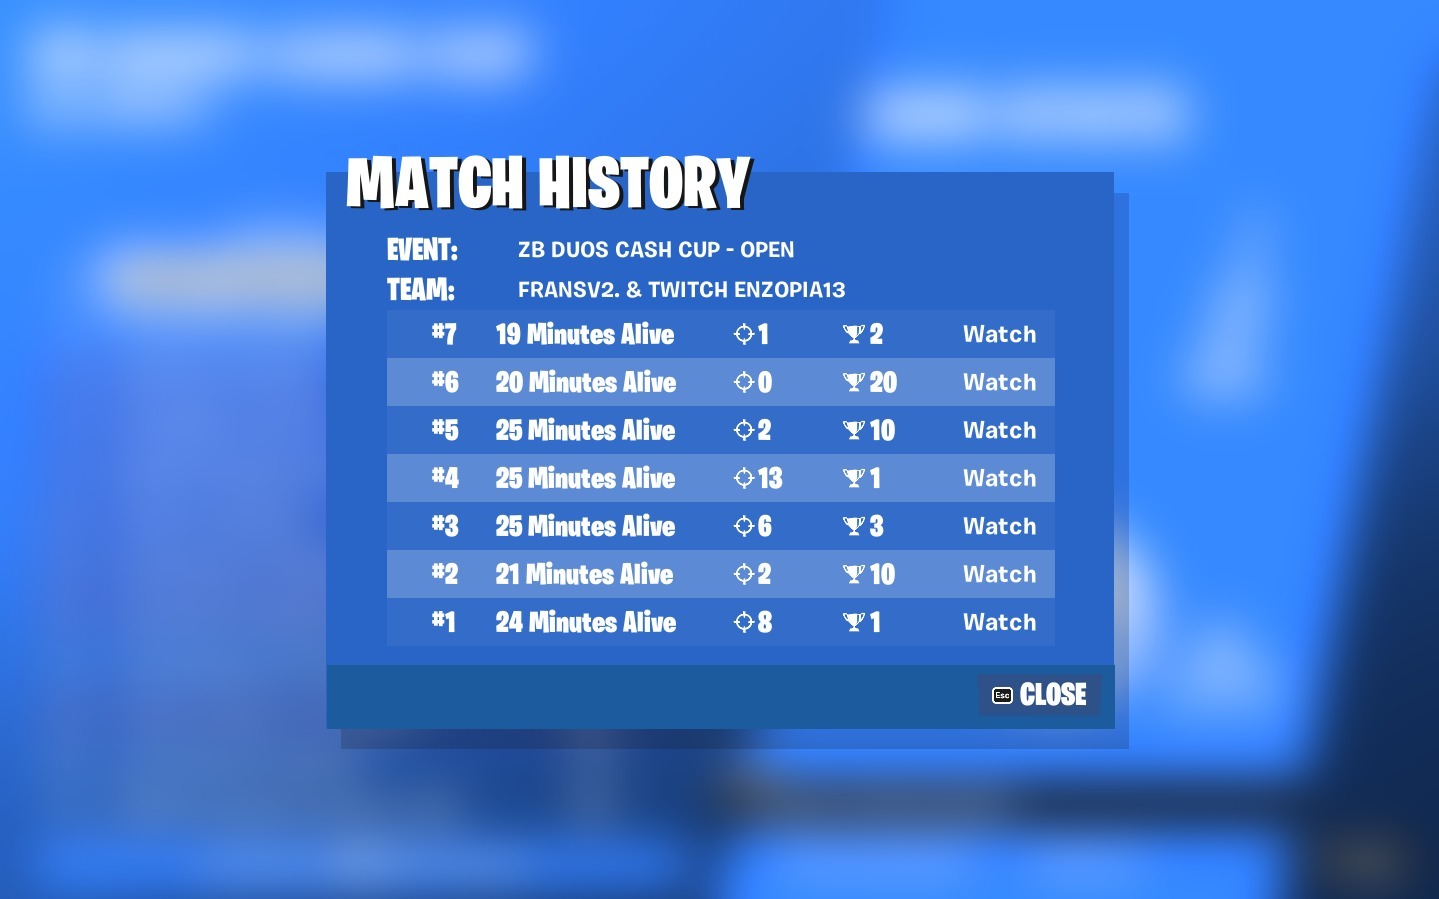 MATCH HISTORY
EVENT: ZB DUOS CASH CUP - OPEN
TEAM: FRANSV2. & TWITCH ENZOPIA13
#7 19 Minutes Alive 1 2 Watch
#6 20 Minutes Alive 0 20 Watch
#5 25 Minutes Alive 2 10 Watch
#4 25 Minutes Alive 13 1 Watch
#3 25 Minutes Alive 6 3 Watch
#2 21 Minutes Alive 2 10 Watch
#1 24 Minutes Alive 8 1 Watch
Esc CLOSE